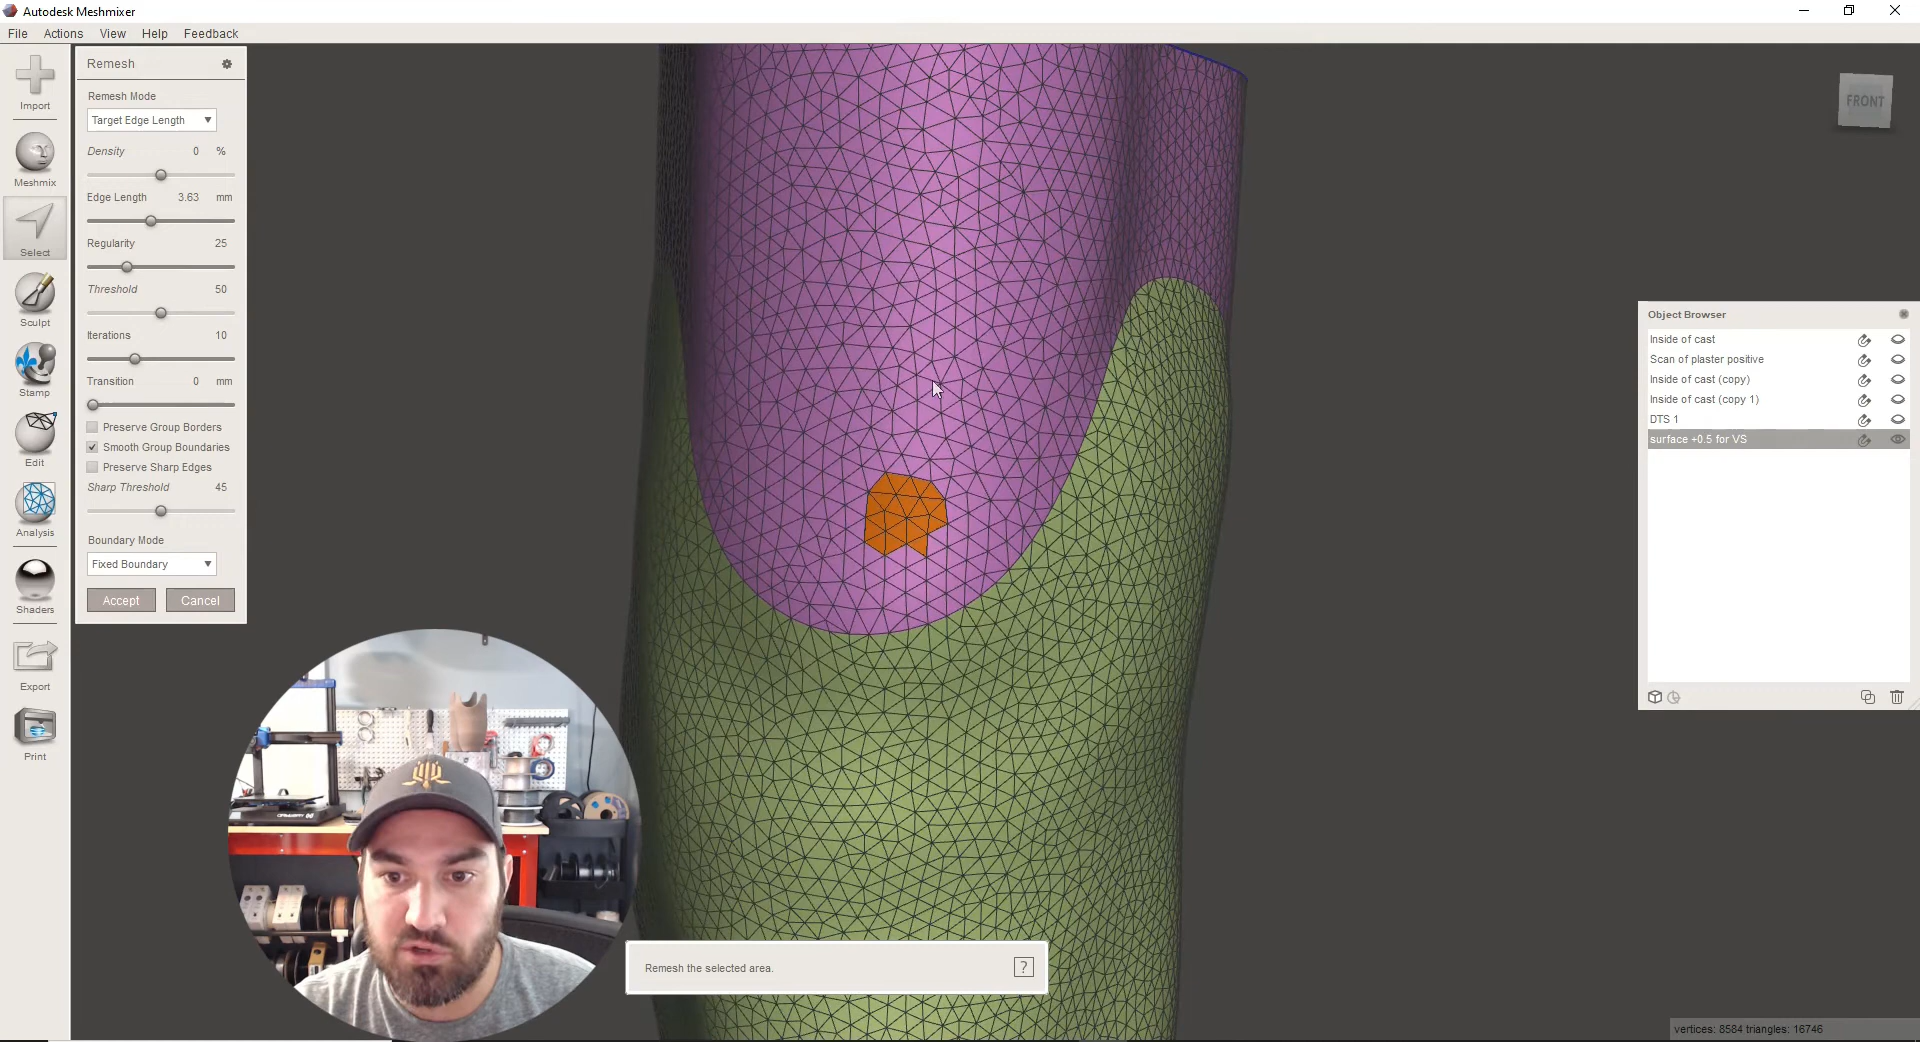 Autodesk Meshmixer
File Actions View Help Feedback
Import
Meshmix
Select
Sculpt
Stamp
Edit
Analysis
Shaders
Export
Print
Remesh
Remesh Mode
Target Edge Length
Density 0 %
Edge Length 3.63 mm
Regularity 25
Threshold 50
Iterations 10
Transition 0 mm
Preserve Group Borders
Smooth Group Boundaries
Preserve Sharp Edges
Sharp Threshold 45
Boundary Mode
Fixed Boundary
Accept Cancel
FRONT
Object Browser
Inside of cast
Scan of plaster positive
Inside of cast (copy)
Inside of cast (copy 1)
DTS 1
surface +0.5 for VS
Remesh the selected area. ?
vertices: 8584 triangles: 16746